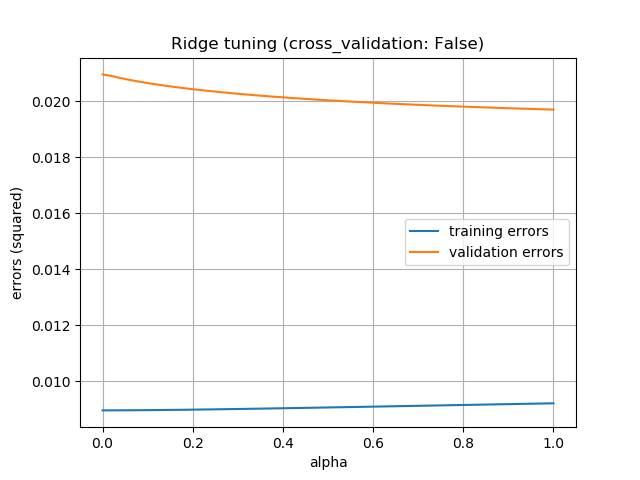 Ridge tuning (cross_validation: False)
errors (squared)
0.020
0.018
0.016
0.014
0.012
0.010
training errors
validation errors
0.0
0.2
0.4
0.6
0.8
1.0
alpha